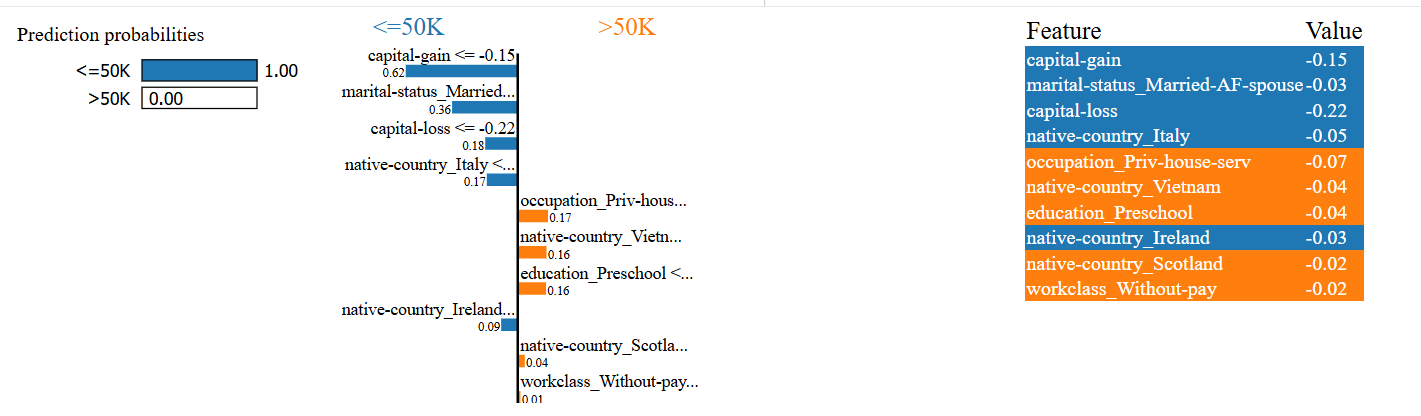 Prediction probabilities
<=50K 1.00
>50K 0.00
<=50K >50K
capital-gain <= -0.15
0.62
marital-status_Married...
0.36
capital-loss <= -0.22
0.18
native-country_Italy <...
0.17
occupation_Priv-hous...
0.17
native-country_Vietn...
0.16
education_Preschool <...
0.16
native-country_Ireland...
0.09
native-country_Scotla...
0.04
workclass_Without-pay...
0.01
Feature Value
capital-gain -0.15
marital-status_Married-AF-spouse -0.03
capital-loss -0.22
native-country_Italy -0.05
occupation_Priv-house-serv -0.07
native-country_Vietnam -0.04
education_Preschool -0.04
native-country_Ireland -0.03
native-country_Scotland -0.02
workclass_Without-pay -0.02